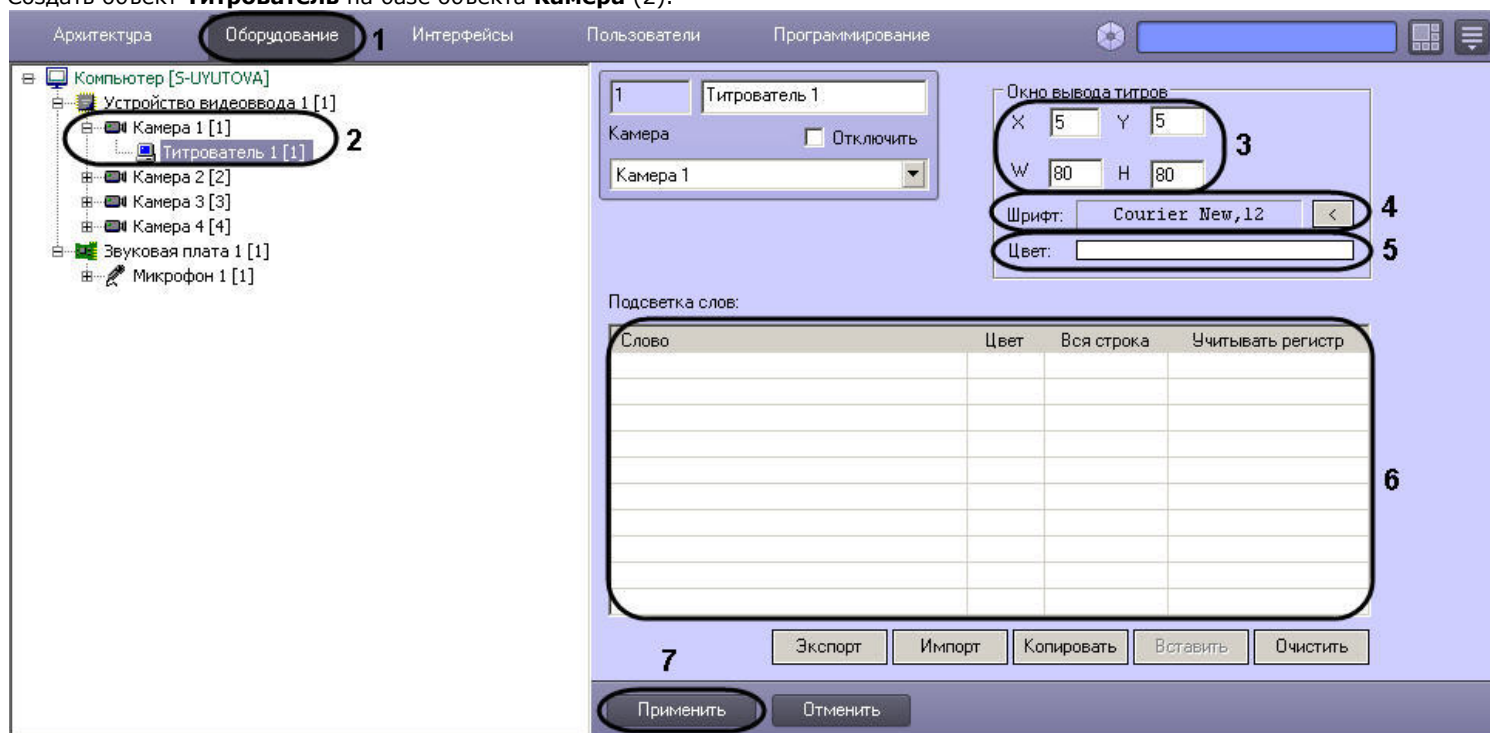 Создать объект Титрователь на базе объекта Камера (2).
Архитектура Оборудование 1 Интерфейсы Пользователи Программирование
Компьютер [S-UYUTOVA]
Устройство видеоввода 1 [1]
Камера 1 [1]
Титрователь 1 [1]
2
Камера 2 [2]
Камера 3 [3]
Камера 4 [4]
Звуковая плата 1 [1]
Микрофон 1 [1]
1 Титрователь 1
Камера Отключить
Камера 1
Окно вывода титров
X 5 Y 5
3
W 80 H 80
Шрифт: Courier New,12 < 4
Цвет: 5
Подсветка слов:
Слово Цвет Вся строка Учитывать регистр
6
Экспорт Импорт Копировать Вставить Очистить
7
Применить Отменить